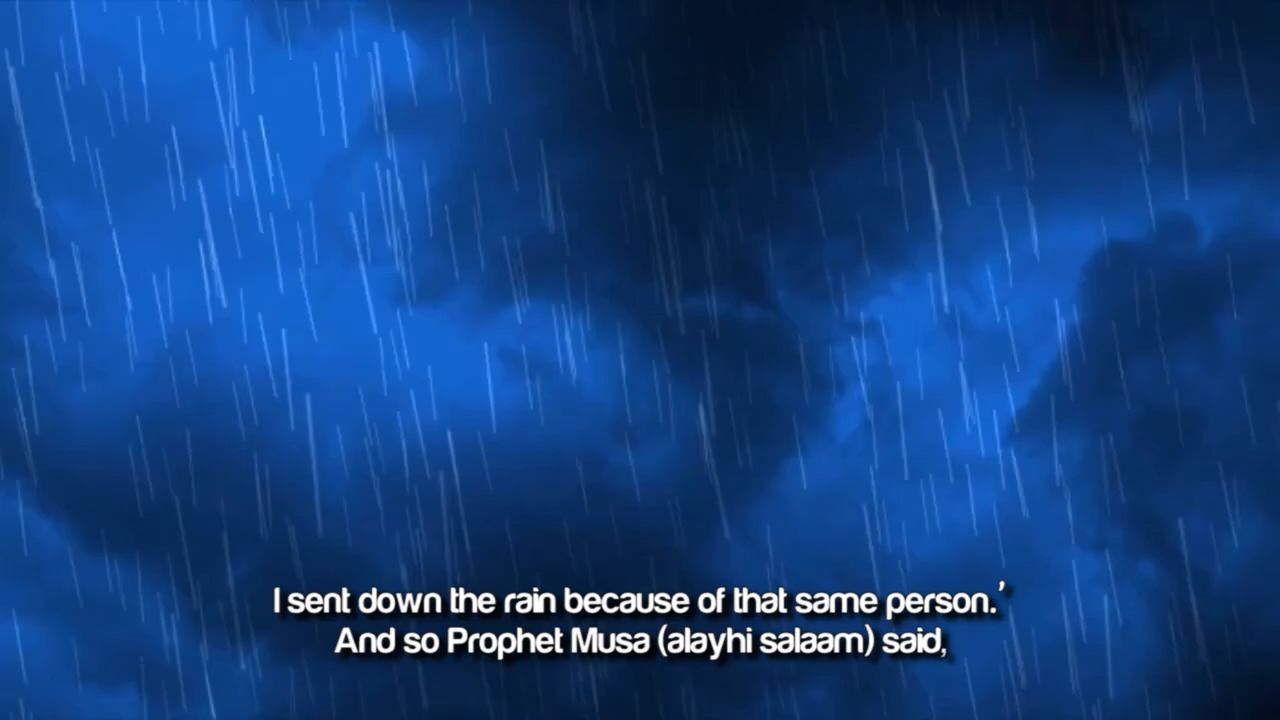 I sent down the rain because of that same person.’
And so Prophet Musa (alayhi salaam) said,